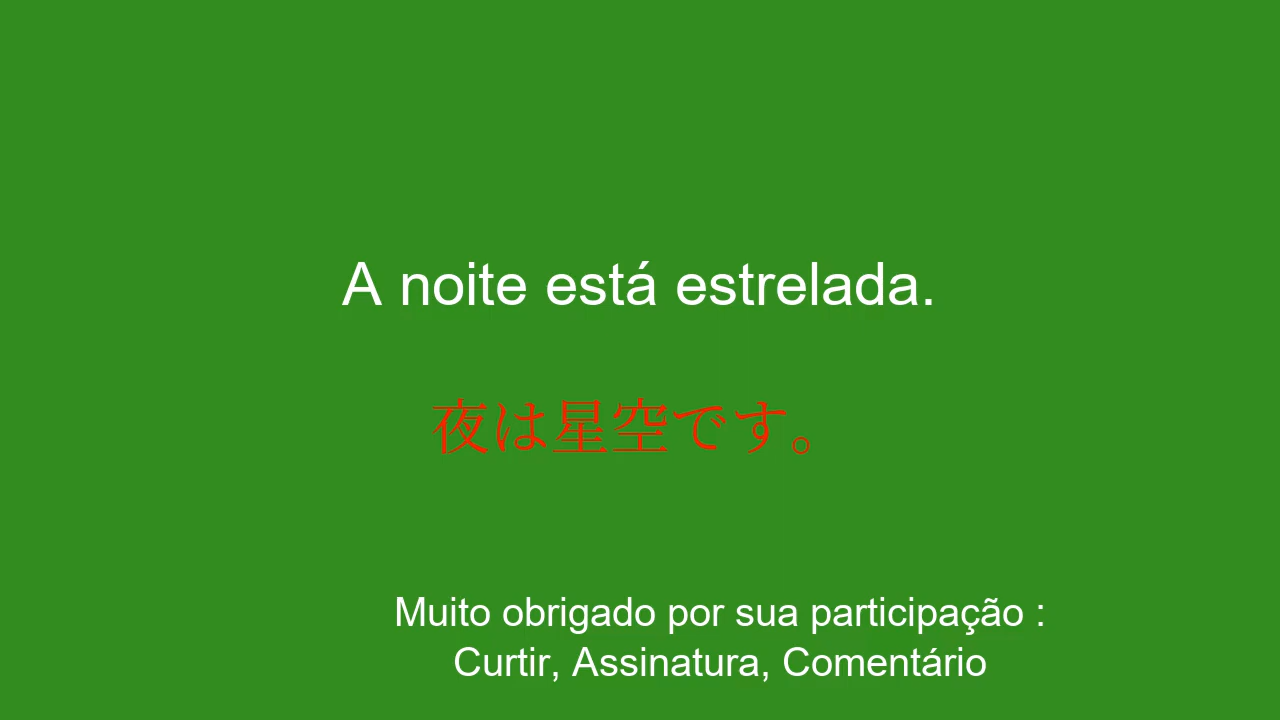 A noite está estrelada.
夜は星空です。
Muito obrigado por sua participação :
Curtir, Assinatura, Comentário